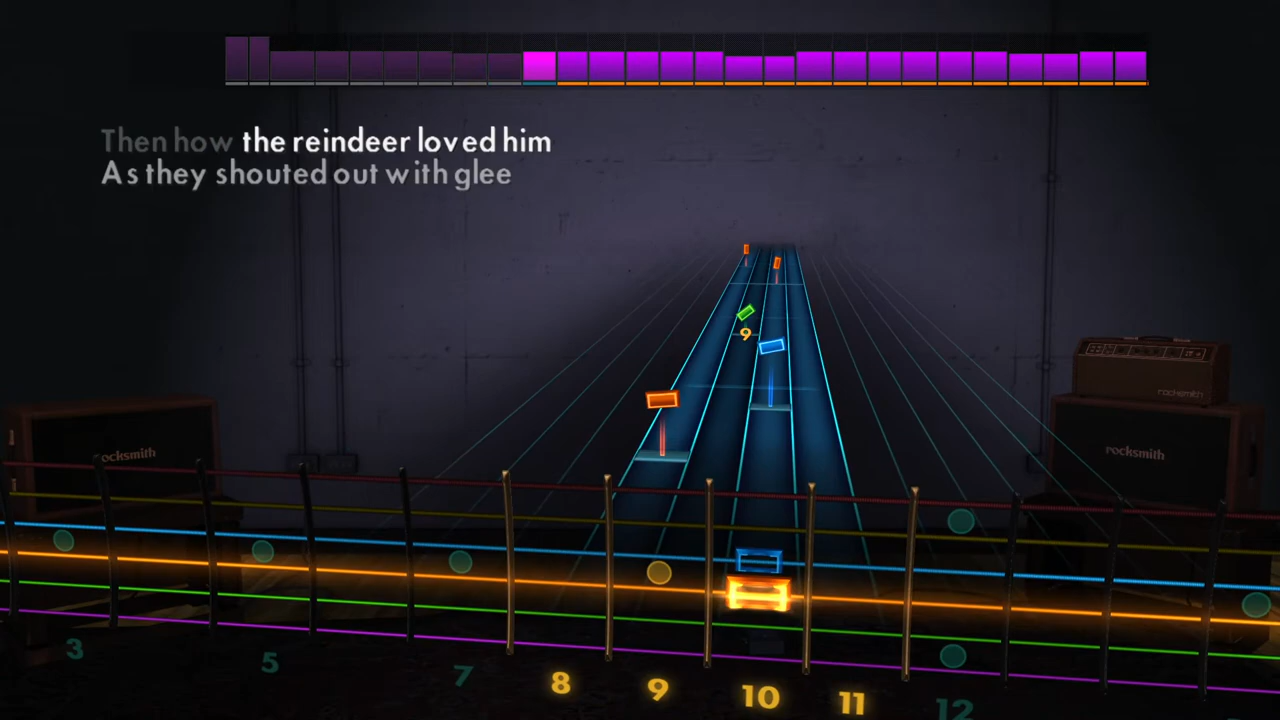 Then how the reindeer loved him
As they shouted out with glee
9
rocksmith
ocksmith
rocksmith
3 5 7 8 9 10 11 12